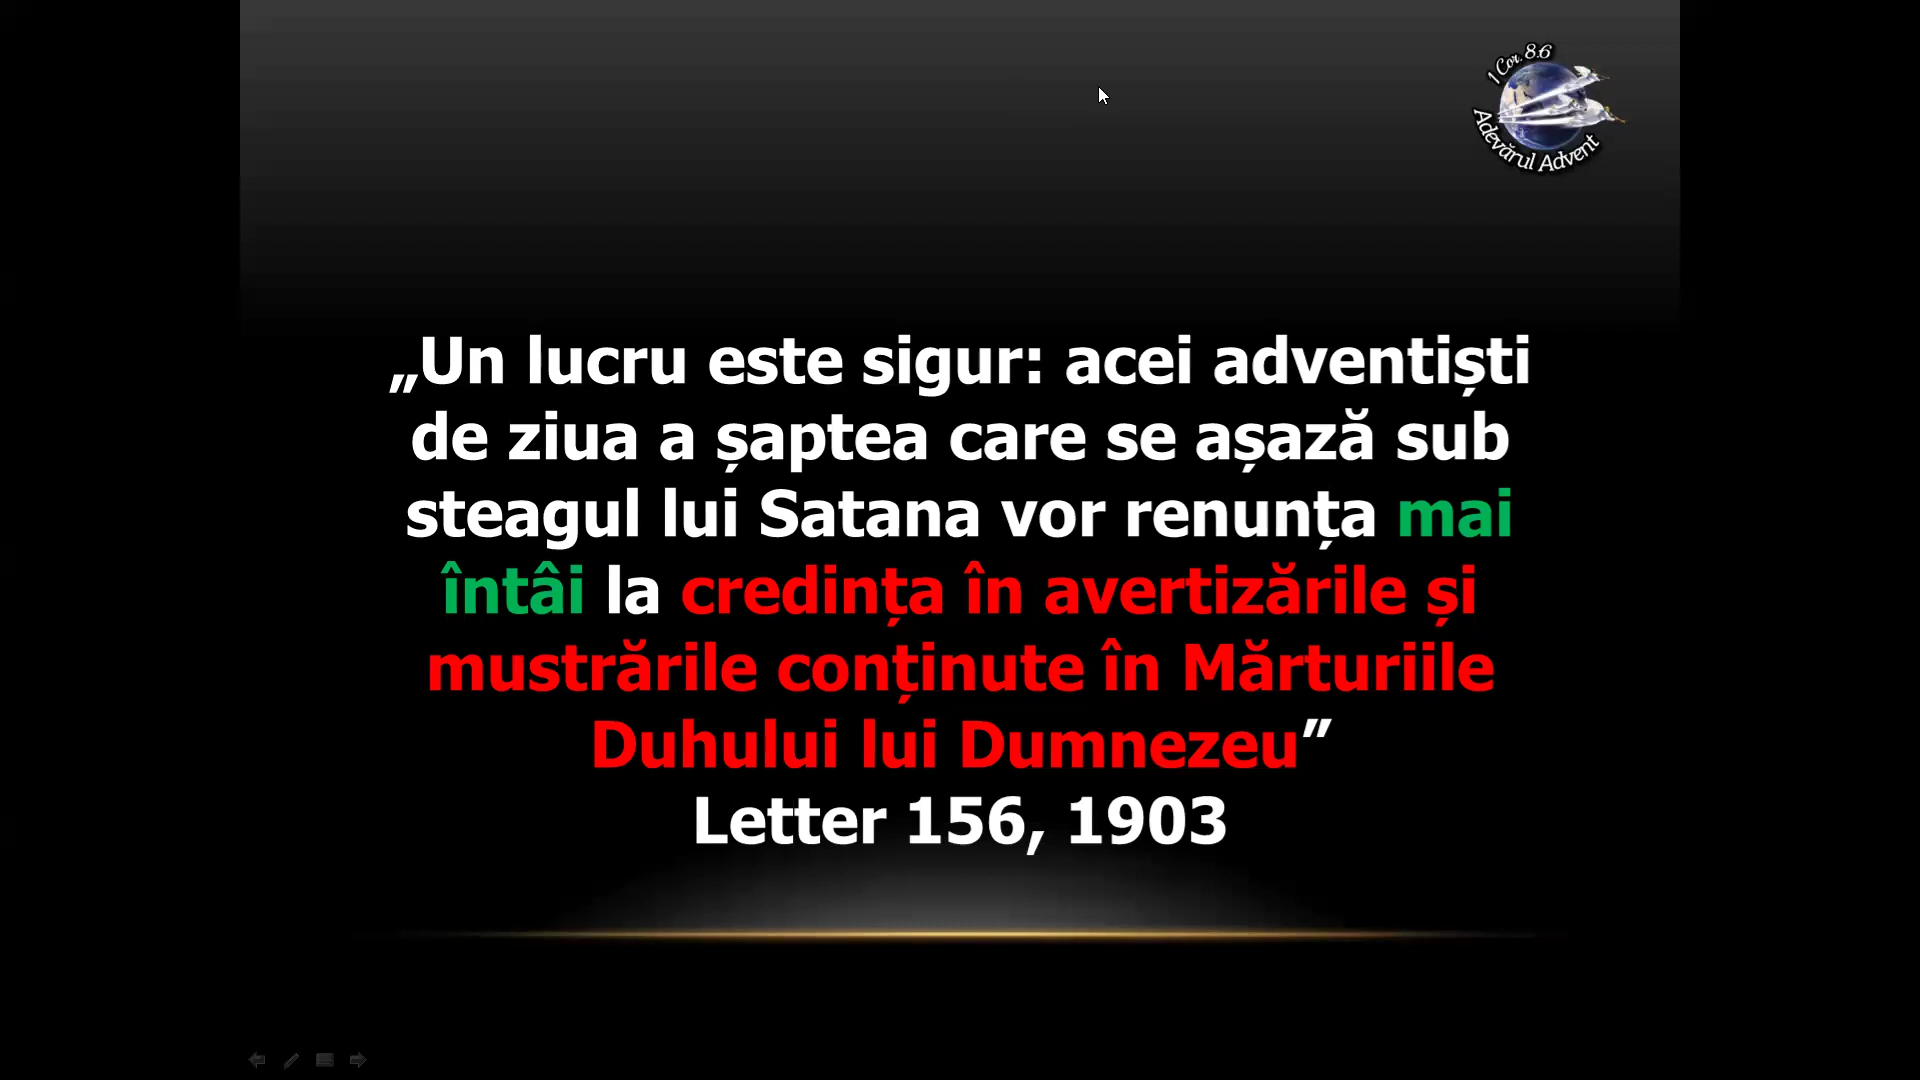 1 Cor. 8:6
Adevărul Advent
„Un lucru este sigur: acei adventiști
de ziua a șaptea care se așază sub
steagul lui Satana vor renunța mai
întâi la credința în avertizările și
mustrările conținute în Mărturiile
Duhului lui Dumnezeu”
Letter 156, 1903